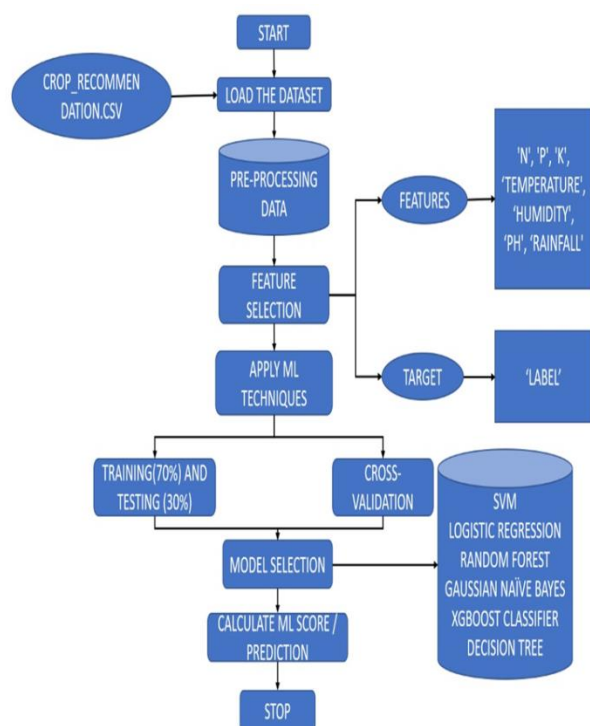 START
CROP_RECOMMEN
DATION.CSV
LOAD THE DATASET
PRE-PROCESSING
DATA
FEATURES
'N', 'P', 'K',
‘TEMPERATURE’,
‘HUMIDITY’,
‘PH’, ‘RAINFALL’
FEATURE
SELECTION
APPLY ML
TECHNIQUES
TARGET
‘LABEL’
TRAINING(70%) AND
TESTING (30%)
CROSS-
VALIDATION
SVM
LOGISTIC REGRESSION
RANDOM FOREST
GAUSSIAN NAÏVE BAYES
XGBOOST CLASSIFIER
DECISION TREE
MODEL SELECTION
CALCULATE ML SCORE /
PREDICTION
STOP